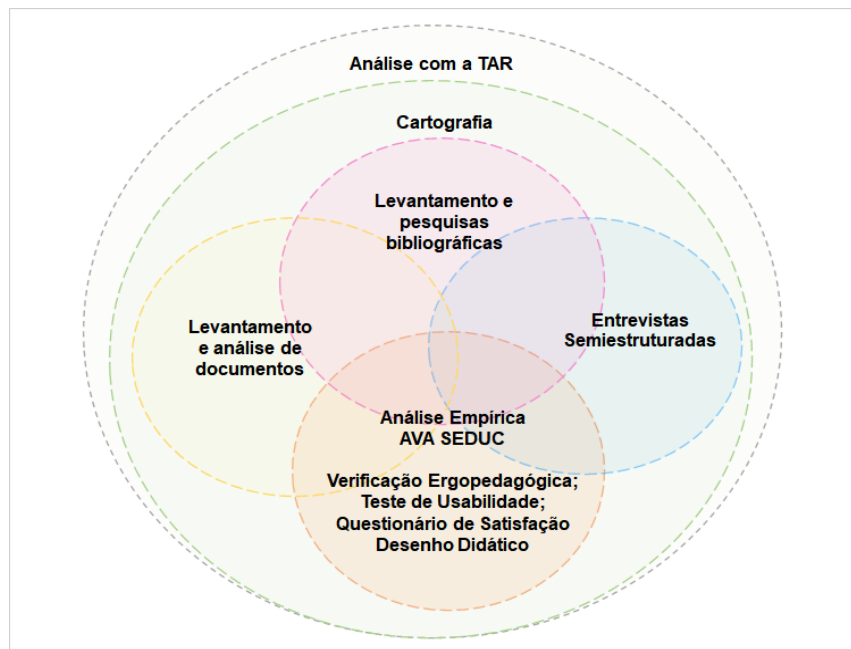 Análise com a TAR
Cartografia
Levantamento e
pesquisas
bibliográficas
Levantamento
e análise de
documentos
Entrevistas
Semiestruturadas
Análise Empírica
AVA SEDUC
Verificação Ergopedagógica;
Teste de Usabilidade;
Questionário de Satisfação
Desenho Didático